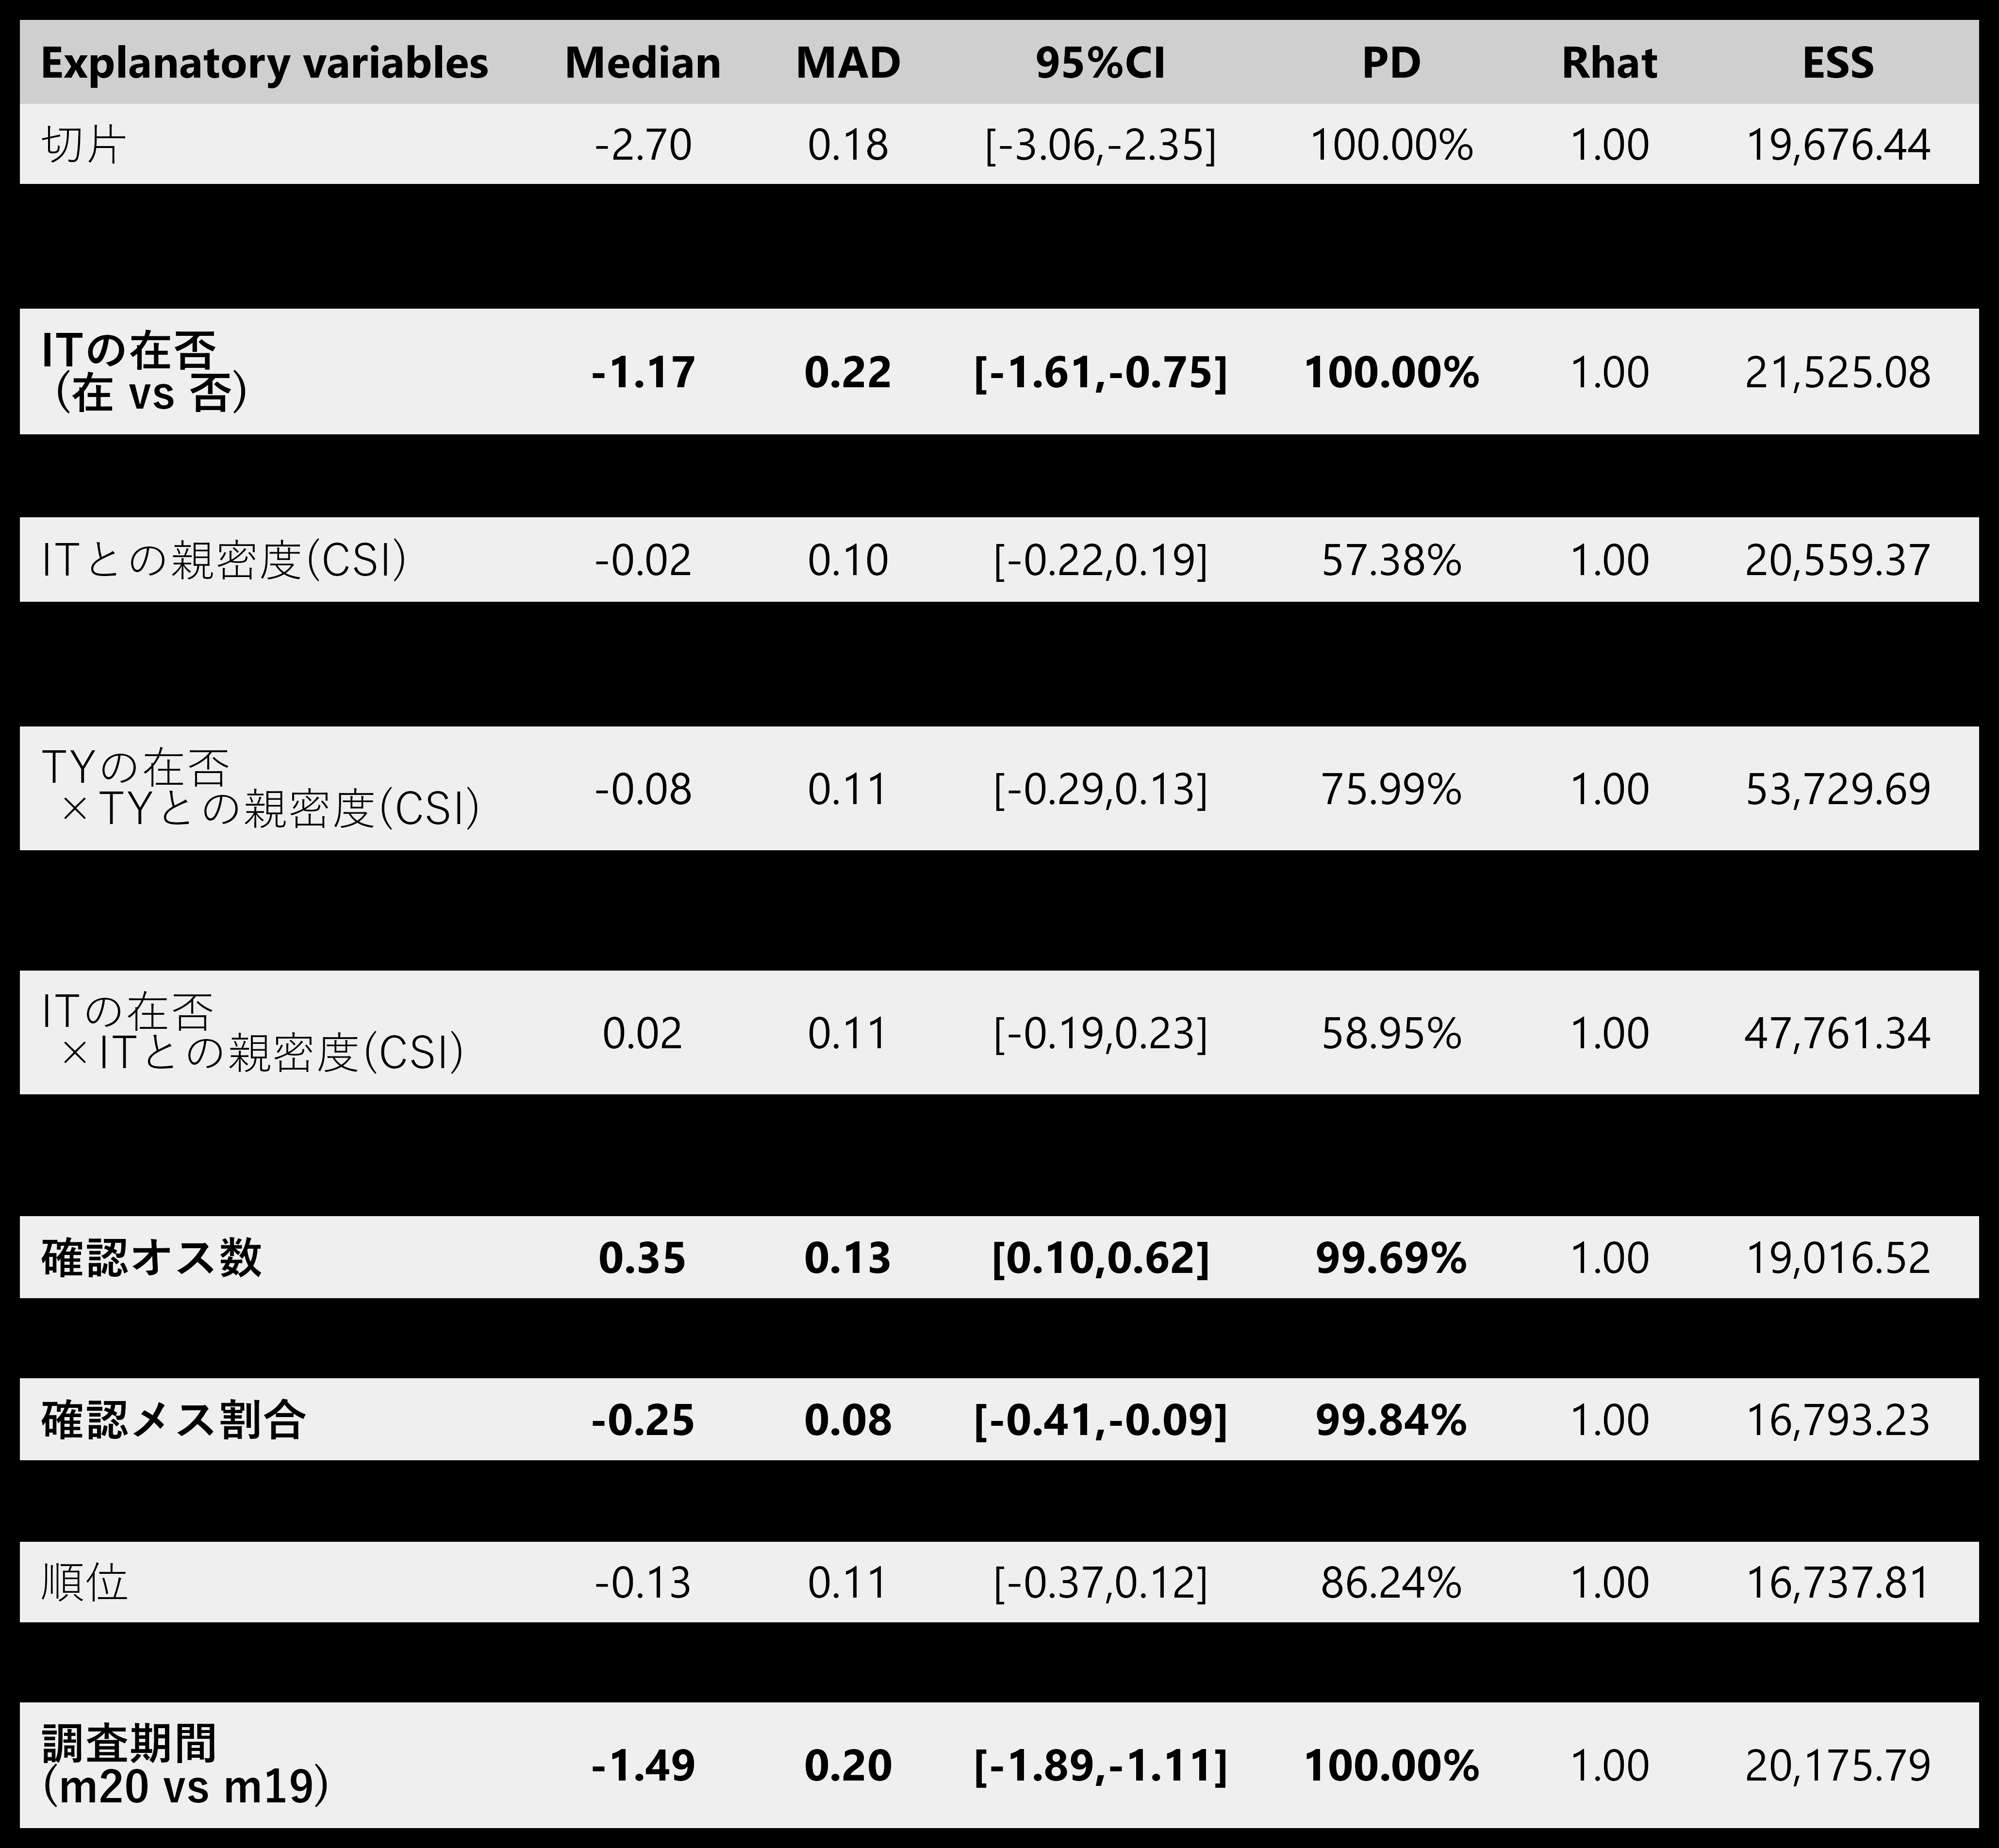 Explanatory variables Median MAD 95%CI PD Rhat ESS
切片 -2.70 0.18 [-3.06,-2.35] 100.00% 1.00 19,676.44
ITの在否
(在 vs 否) -1.17 0.22 [-1.61,-0.75] 100.00% 1.00 21,525.08
ITとの親密度(CSI) -0.02 0.10 [-0.22,0.19] 57.38% 1.00 20,559.37
TYの在否
×TYとの親密度(CSI) -0.08 0.11 [-0.29,0.13] 75.99% 1.00 53,729.69
ITの在否
×ITとの親密度(CSI) 0.02 0.11 [-0.19,0.23] 58.95% 1.00 47,761.34
確認オス数 0.35 0.13 [0.10,0.62] 99.69% 1.00 19,016.52
確認メス割合 -0.25 0.08 [-0.41,-0.09] 99.84% 1.00 16,793.23
順位 -0.13 0.11 [-0.37,0.12] 86.24% 1.00 16,737.81
調査期間
(m20 vs m19) -1.49 0.20 [-1.89,-1.11] 100.00% 1.00 20,175.79